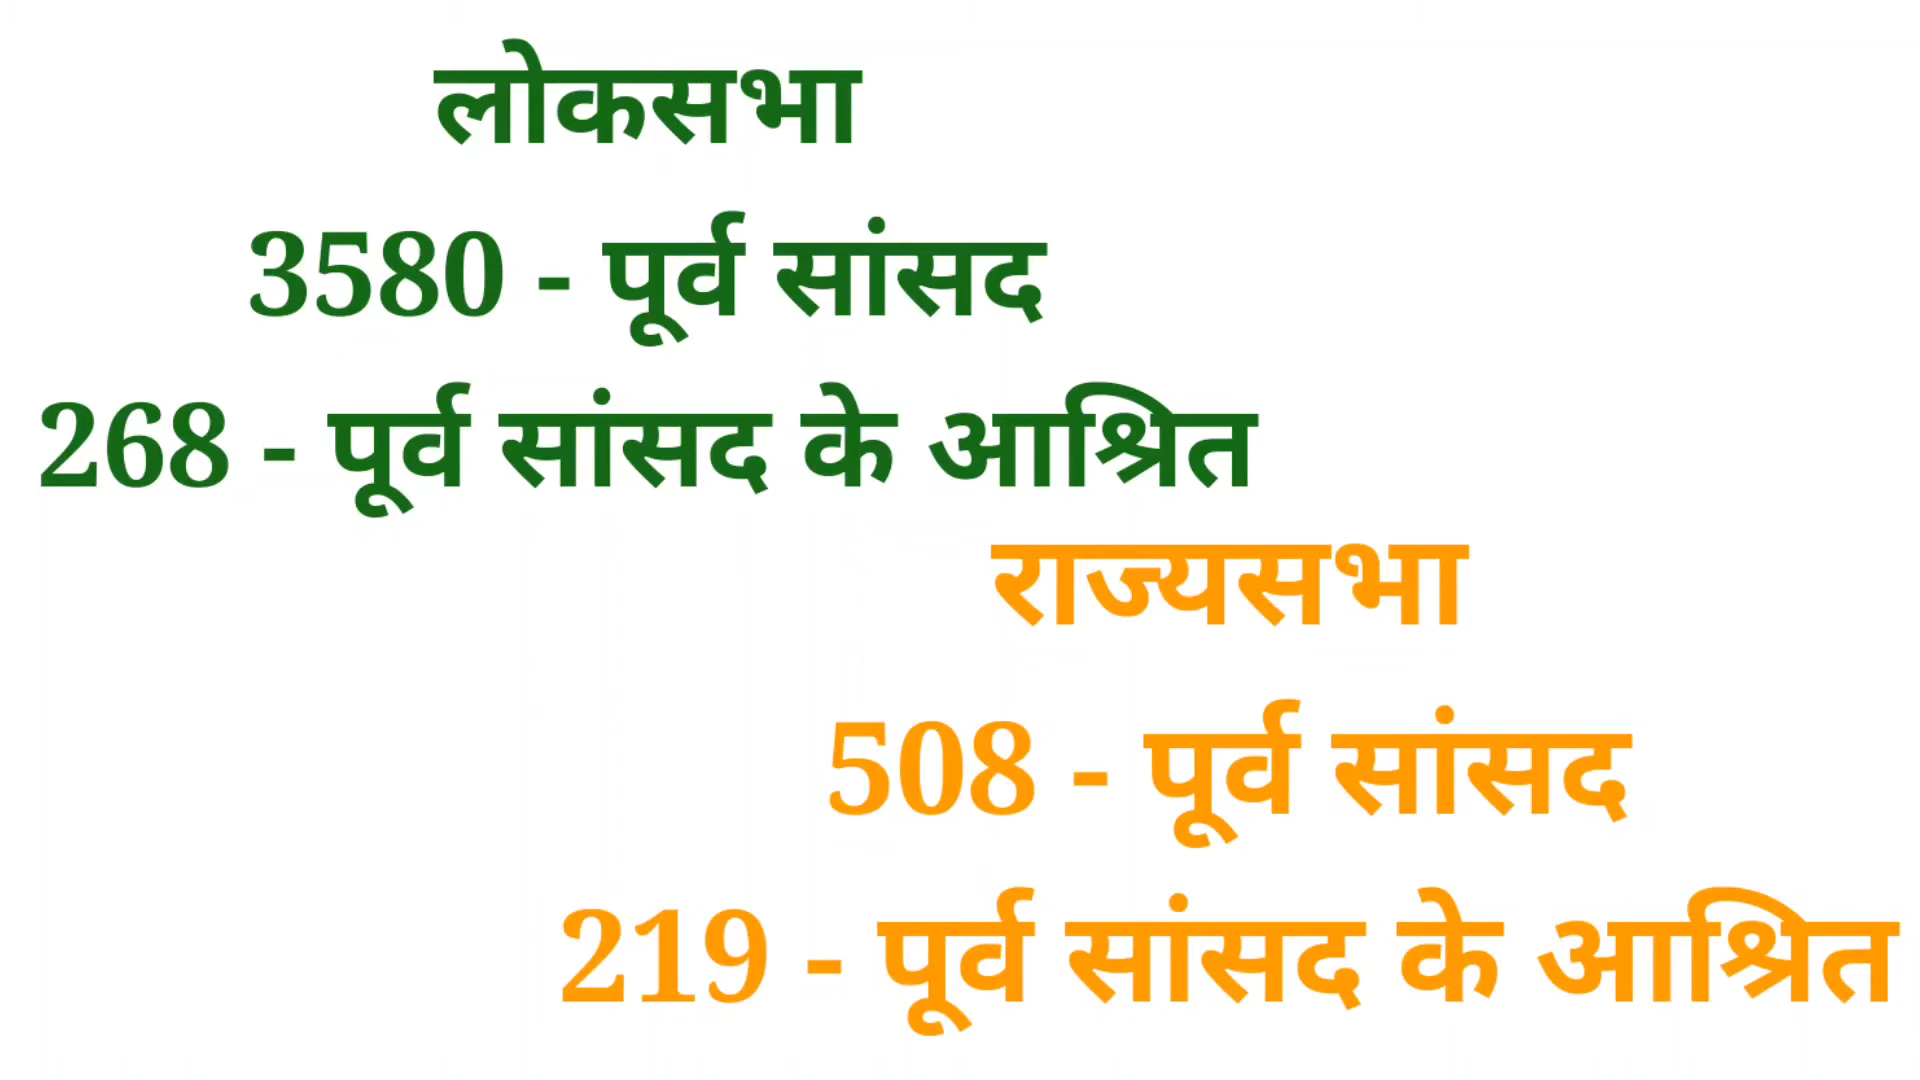 लोकसभा
3580 - पूर्व सांसद
268 - पूर्व सांसद के आश्रित
राज्यसभा
508 - पूर्व सांसद
219 - पूर्व सांसद के आश्रित